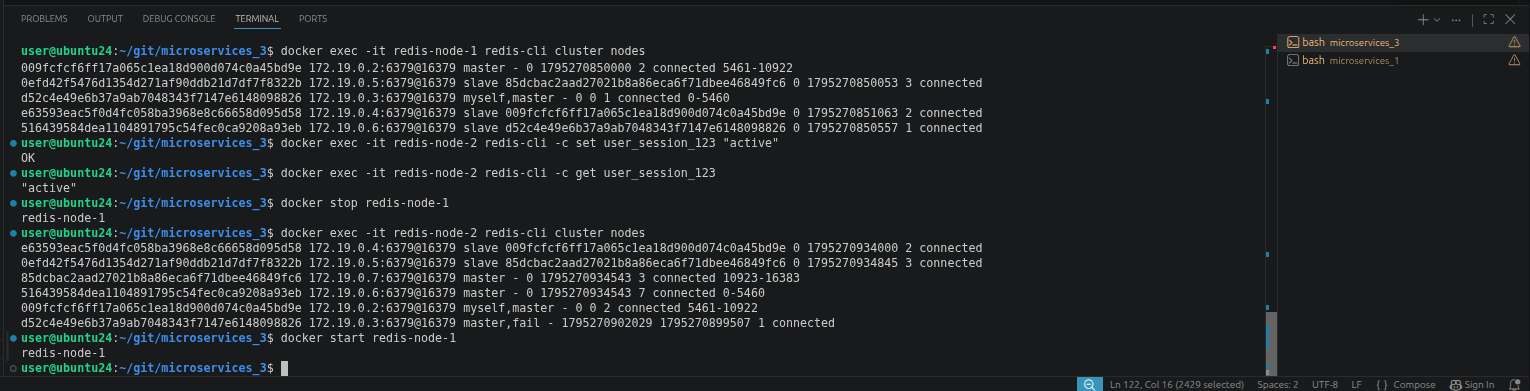 PROBLEMS OUTPUT DEBUG CONSOLE TERMINAL PORTS
user@ubuntu24:~/git/microservices_3$ docker exec -it redis-node-1 redis-cli cluster nodes
009fcfcf6ff17a065c1ea18d900d074c0a45bd9e 172.19.0.2:6379@16379 master - 0 1795270850000 2 connected 5461-10922
0efd42f5476d1354d271af90ddb21d7df7f8322b 172.19.0.5:6379@16379 slave 85dcbac2aad27021b8a86eca6f71dbee46849fc6 0 1795270850053 3 connected
d52c4e49e6b37a9ab7048343f7147e6148098826 172.19.0.3:6379@16379 myself,master - 0 0 1 connected 0-5460
e63593eac5f0d4fc058ba3968e8c66658d095d58 172.19.0.4:6379@16379 slave 009fcfcf6ff17a065c1ea18d900d074c0a45bd9e 0 1795270851063 2 connected
516439584dea1104891795c54fec0ca9208a93eb 172.19.0.6:6379@16379 slave d52c4e49e6b37a9ab7048343f7147e6148098826 0 1795270850557 1 connected
user@ubuntu24:~/git/microservices_3$ docker exec -it redis-node-2 redis-cli -c set user_session_123 "active"
OK
user@ubuntu24:~/git/microservices_3$ docker exec -it redis-node-2 redis-cli -c get user_session_123
"active"
user@ubuntu24:~/git/microservices_3$ docker stop redis-node-1
redis-node-1
user@ubuntu24:~/git/microservices_3$ docker exec -it redis-node-2 redis-cli cluster nodes
e63593eac5f0d4fc058ba3968e8c66658d095d58 172.19.0.4:6379@16379 slave 009fcfcf6ff17a065c1ea18d900d074c0a45bd9e 0 1795270934000 2 connected
0efd42f5476d1354d271af90ddb21d7df7f8322b 172.19.0.5:6379@16379 slave 85dcbac2aad27021b8a86eca6f71dbee46849fc6 0 1795270934845 3 connected
85dcbac2aad27021b8a86eca6f71dbee46849fc6 172.19.0.7:6379@16379 master - 0 1795270934543 3 connected 10923-16383
516439584dea1104891795c54fec0ca9208a93eb 172.19.0.6:6379@16379 master - 0 1795270934543 7 connected 0-5460
009fcfcf6ff17a065c1ea18d900d074c0a45bd9e 172.19.0.2:6379@16379 myself,master - 0 0 2 connected 5461-10922
d52c4e49e6b37a9ab7048343f7147e6148098826 172.19.0.3:6379@16379 master,fail - 1795270902029 1795270899507 1 connected
user@ubuntu24:~/git/microservices_3$ docker start redis-node-1
redis-node-1
user@ubuntu24:~/git/microservices_3$
bash microservices_3
bash microservices_1
Ln 122, Col 16 (2429 selected) Spaces: 2 UTF-8 LF { } Compose Sign In